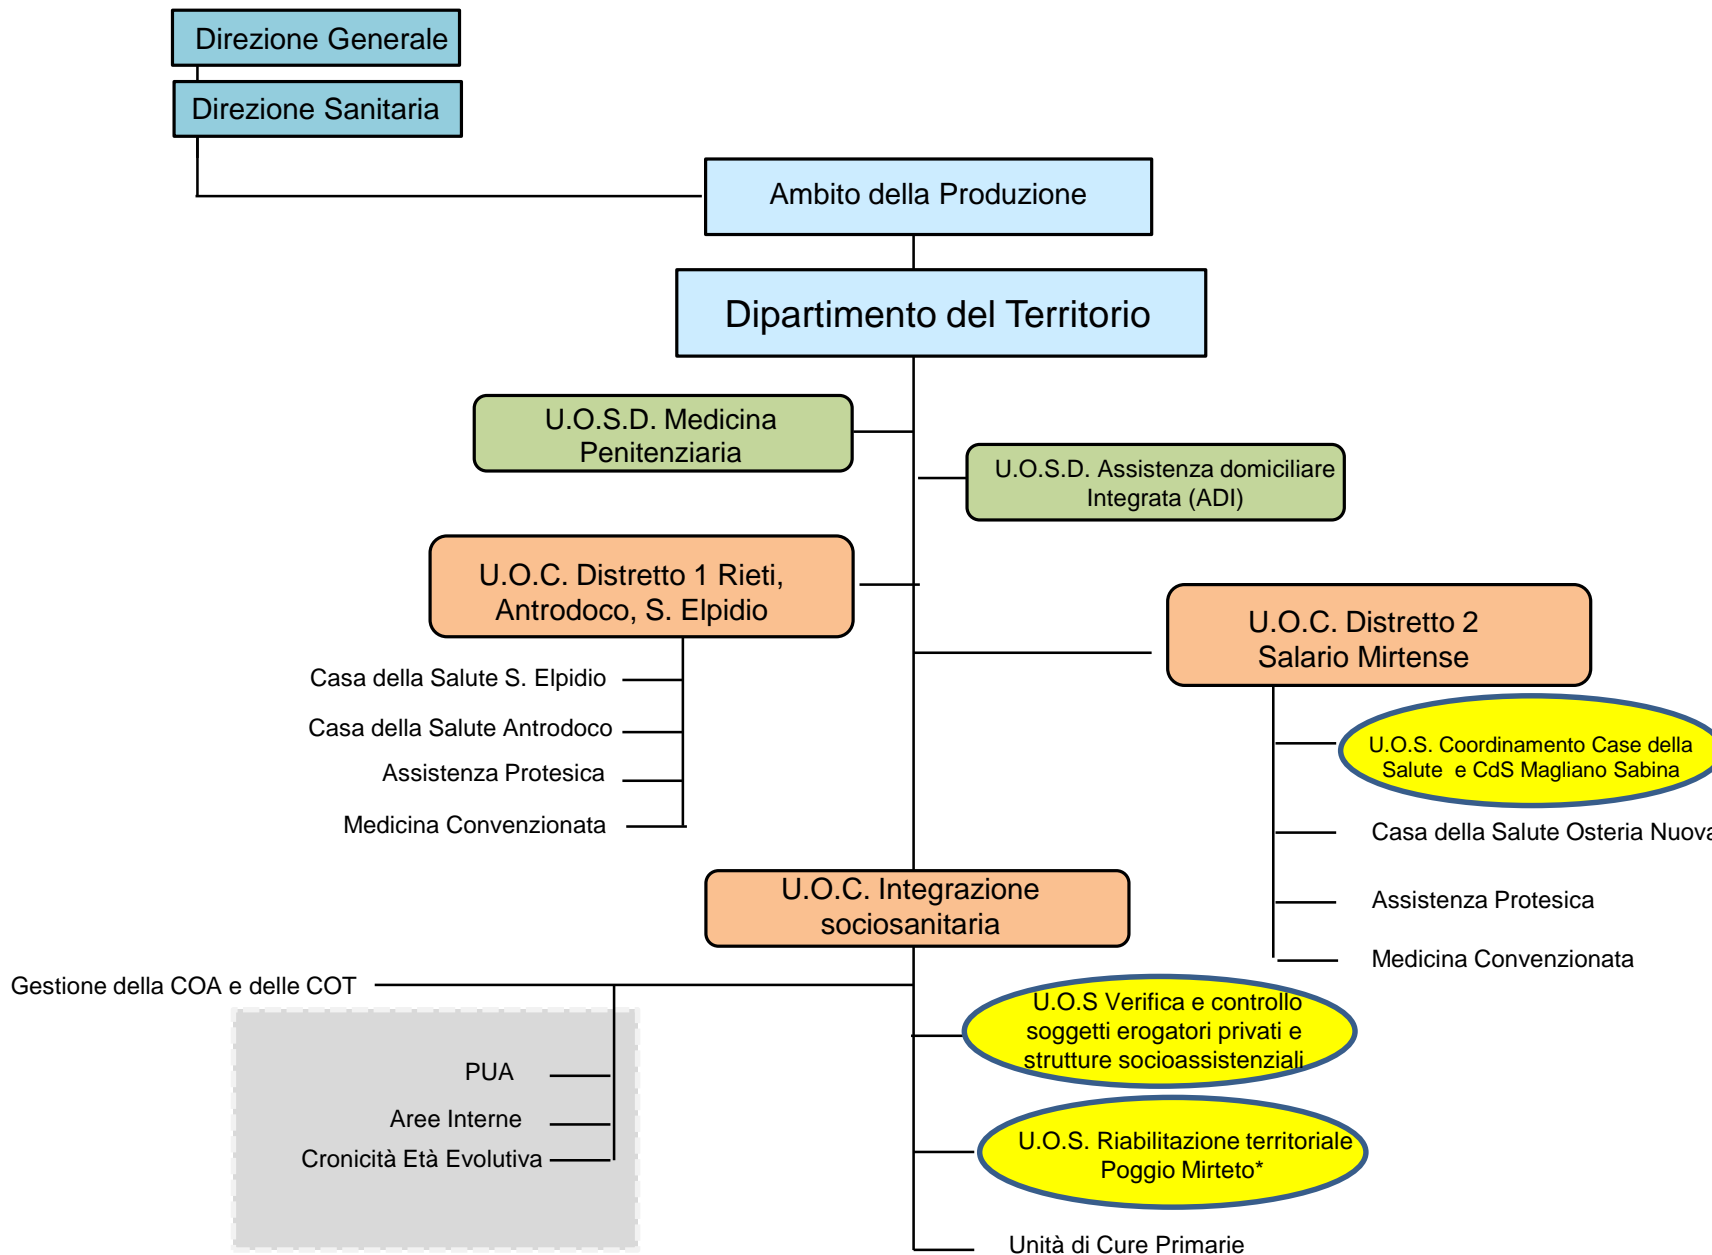 Direzione Generale
Direzione Sanitaria
Ambito della Produzione
Dipartimento del Territorio
U.O.S.D. Medicina
Penitenziaria
U.O.S.D. Assistenza domiciliare
Integrata (ADI)
U.O.C. Distretto 1 Rieti,
Antrodoco, S. Elpidio
Casa della Salute S. Elpidio
Casa della Salute Antrodoco
Assistenza Protesica
Medicina Convenzionata
U.O.C. Distretto 2
Salario Mirtense
U.O.S. Coordinamento Case della
Salute e CdS Magliano Sabina
Casa della Salute Osteria Nuova
Assistenza Protesica
Medicina Convenzionata
U.O.C. Integrazione
sociosanitaria
Gestione della COA e delle COT
PUA
Aree Interne
Cronicità Età Evolutiva
U.O.S Verifica e controllo
soggetti erogatori privati e
strutture socioassistenziali
U.O.S. Riabilitazione territoriale
Poggio Mirteto*
Unità di Cure Primarie